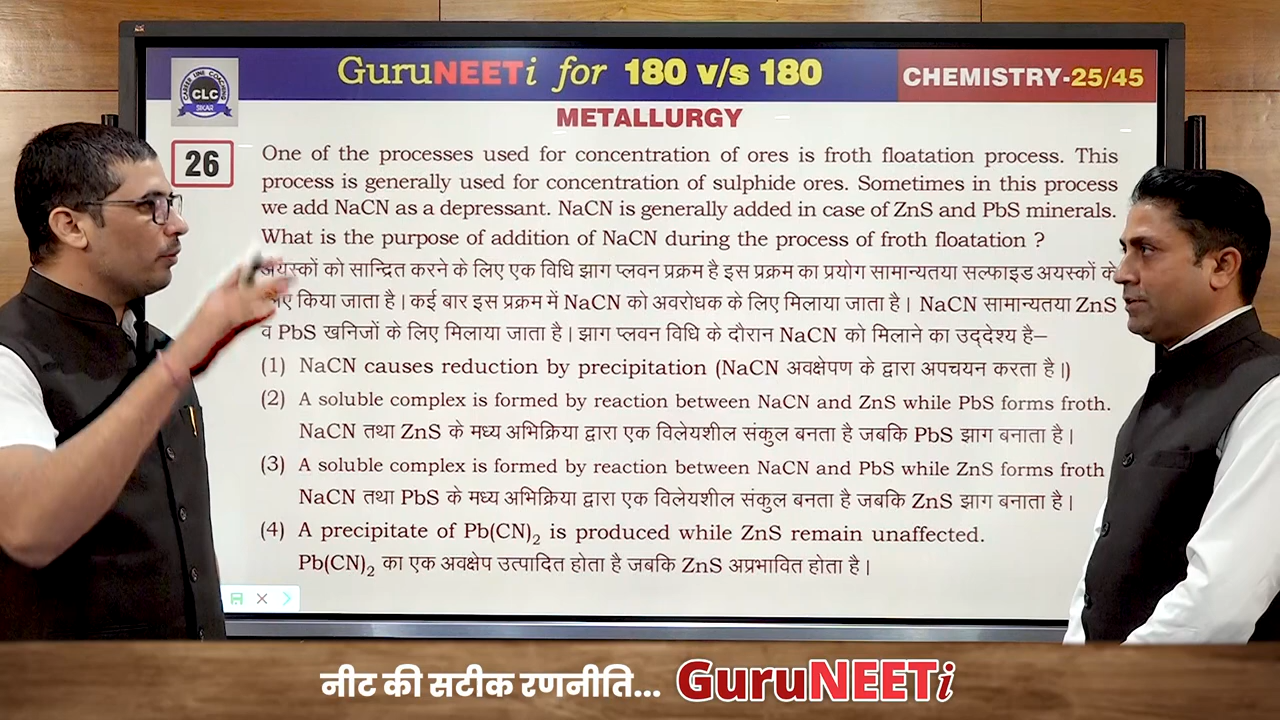 GuruNEETi for 180 v/s 180
CHEMISTRY-25/45
CLC
SIKAR
METALLURGY
26
One of the processes used for concentration of ores is froth floatation process. This
process is generally used for concentration of sulphide ores. Sometimes in this process
we add NaCN as a depressant. NaCN is generally added in case of ZnS and PbS minerals.
What is the purpose of addition of NaCN during the process of froth floatation ?
अयस्कों को सान्द्रित करने के लिए एक विधि झाग प्लवन प्रक्रम है इस प्रक्रम का प्रयोग सामान्यतया सल्फाइड अयस्कों के
किया जाता है। कई बार इस प्रक्रम में NaCN को अवरोधक के लिए मिलाया जाता है। NaCN सामान्यतया ZnS
व PbS खनिजों के लिए मिलाया जाता है। झाग प्लवन विधि के दौरान NaCN को मिलाने का उद्देश्य है–
(1) NaCN causes reduction by precipitation (NaCN अवक्षेपण के द्वारा अपचयन करता है।)
(2) A soluble complex is formed by reaction between NaCN and ZnS while PbS forms froth.
NaCN तथा ZnS के मध्य अभिक्रिया द्वारा एक विलेयशील संकुल बनता है जबकि PbS झाग बनाता है।
(3) A soluble complex is formed by reaction between NaCN and PbS while ZnS forms froth
NaCN तथा PbS के मध्य अभिक्रिया द्वारा एक विलेयशील संकुल बनता है जबकि ZnS झाग बनाता है।
(4) A precipitate of Pb(CN)₂ is produced while ZnS remain unaffected.
Pb(CN)₂ का एक अवक्षेप उत्पादित होता है जबकि ZnS अप्रभावित होता है।
नीट की सटीक रणनीति... GuruNEETi